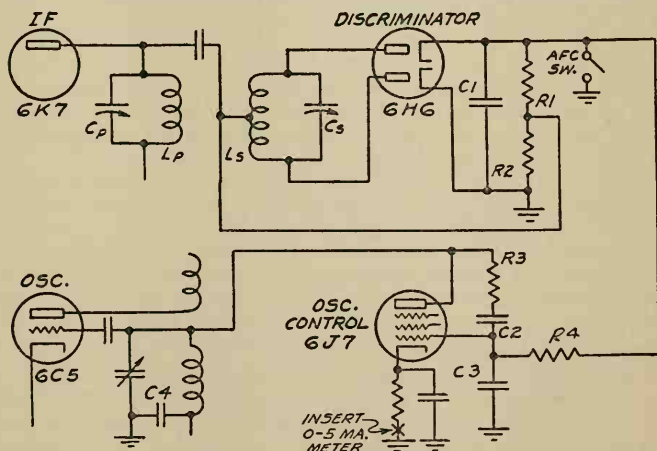 IF
6K7
Cp
Lp
Ls
Cs
DISCRIMINATOR
6H6
C1
R1
R2
AFC
SW.
OSC.
6C5
C4
OSC.
CONTROL
6J7
R3
C2
C3
R4
INSERT
0-5 MA.
METER